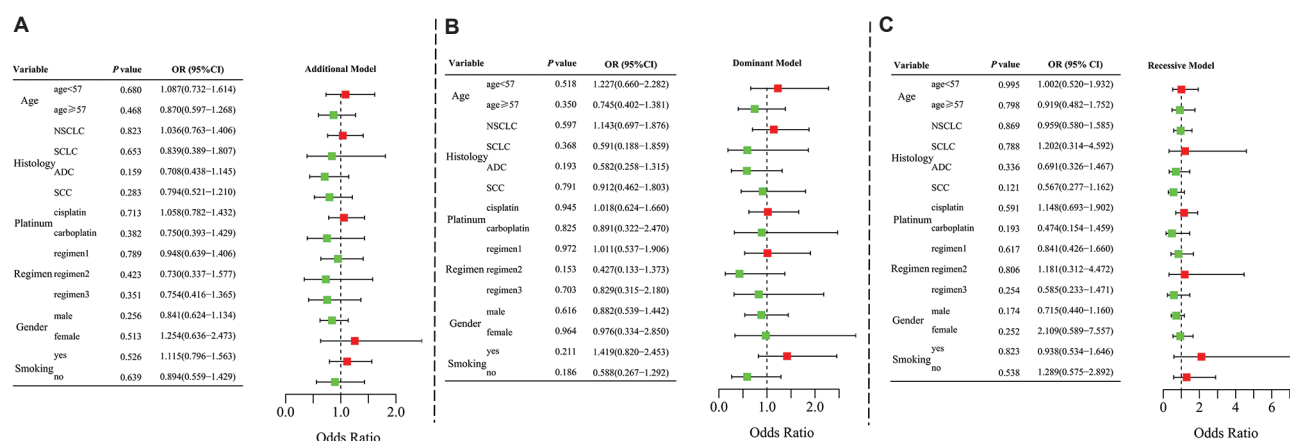 A
Variable P value OR (95%CI)
Additional Model
Age
age<57 0.680 1.087(0.732−1.614)
age≥57 0.468 0.870(0.597−1.268)
Histology
NSCLC 0.823 1.036(0.763−1.406)
SCLC 0.653 0.839(0.389−1.807)
ADC 0.159 0.708(0.438−1.145)
SCC 0.283 0.794(0.521−1.210)
Platinum
cisplatin 0.713 1.058(0.782−1.432)
carboplatin 0.382 0.750(0.393−1.429)
Regimen
regimen1 0.789 0.948(0.639−1.406)
regimen2 0.423 0.730(0.337−1.577)
regimen3 0.351 0.754(0.416−1.365)
Gender
male 0.256 0.841(0.624−1.134)
female 0.513 1.254(0.636−2.473)
Smoking
yes 0.526 1.115(0.796−1.563)
no 0.639 0.894(0.559−1.429)
0.0 1.0 2.0
Odds Ratio
B
Variable P value OR (95%CI)
Dominant Model
Age
age<57 0.518 1.227(0.660−2.282)
age≥57 0.350 0.745(0.402−1.381)
Histology
NSCLC 0.597 1.143(0.697−1.876)
SCLC 0.368 0.591(0.188−1.859)
ADC 0.193 0.582(0.258−1.315)
SCC 0.791 0.912(0.462−1.803)
Platinum
cisplatin 0.945 1.018(0.624−1.660)
carboplatin 0.825 0.891(0.322−2.470)
Regimen
regimen1 0.972 1.011(0.537−1.906)
regimen2 0.153 0.427(0.133−1.373)
regimen3 0.703 0.829(0.315−2.180)
Gender
male 0.616 0.882(0.539−1.442)
female 0.964 0.976(0.334−2.850)
Smoking
yes 0.211 1.419(0.820−2.453)
no 0.186 0.588(0.267−1.292)
0.0 1.0 2.0
Odds Ratio
C
Variable P value OR (95%CI)
Recessive Model
Age
age<57 0.995 1.002(0.520−1.932)
age≥57 0.798 0.919(0.482−1.752)
Histology
NSCLC 0.869 0.959(0.580−1.585)
SCLC 0.788 1.202(0.314−4.592)
ADC 0.336 0.691(0.326−1.467)
SCC 0.121 0.567(0.277−1.162)
Platinum
cisplatin 0.591 1.148(0.693−1.902)
carboplatin 0.193 0.474(0.154−1.459)
Regimen
regimen1 0.617 0.841(0.426−1.660)
regimen2 0.806 1.181(0.312−4.472)
regimen3 0.254 0.585(0.233−1.471)
Gender
male 0.174 0.715(0.440−1.160)
female 0.252 2.109(0.589−7.557)
Smoking
yes 0.823 0.938(0.534−1.646)
no 0.538 1.289(0.575−2.892)
0 2 4 6
Odds Ratio